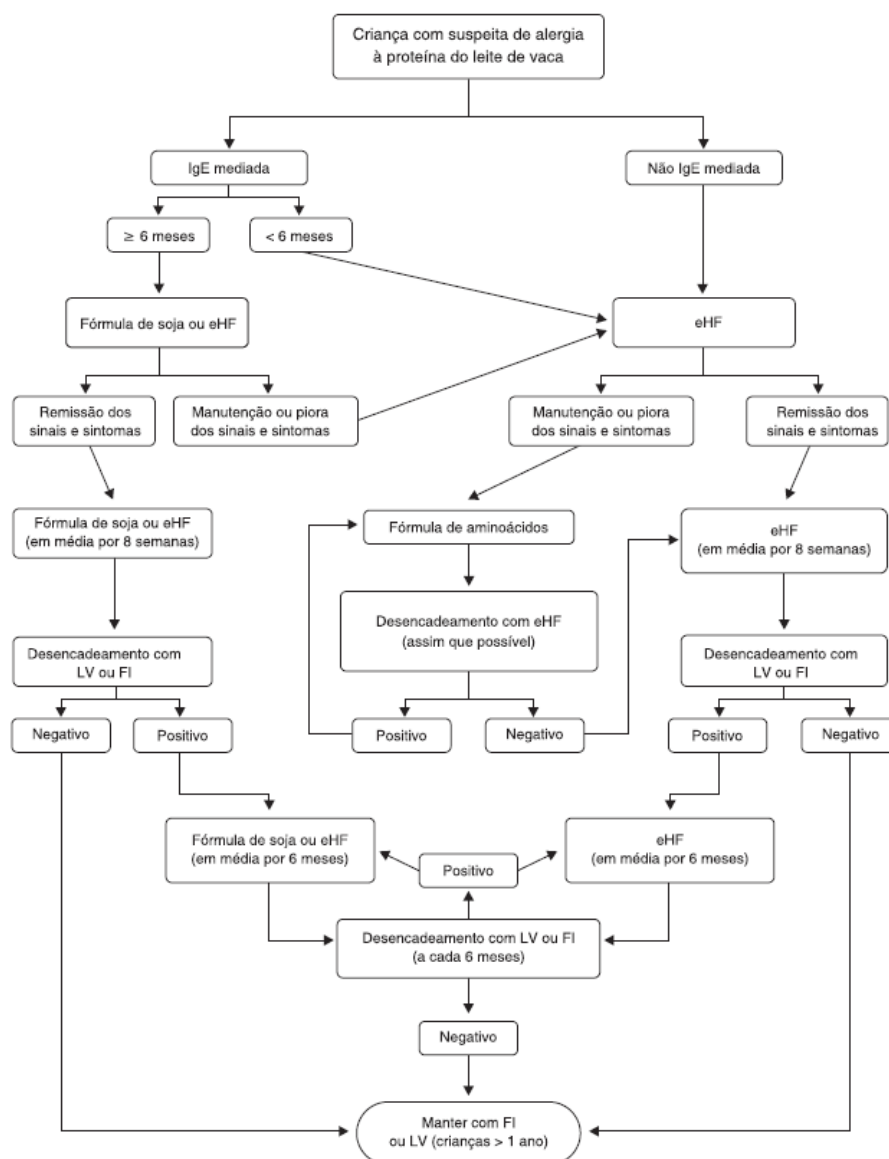 Criança com suspeita de alergia
à proteína do leite de vaca
IgE mediada
Não IgE mediada
≥ 6 meses
< 6 meses
Fórmula de soja ou eHF
eHF
Remissão dos
sinais e sintomas
Manutenção ou piora
dos sinais e sintomas
Manutenção ou piora
dos sinais e sintomas
Remissão dos
sinais e sintomas
Fórmula de soja ou eHF
(em média por 8 semanas)
Fórmula de aminoácidos
eHF
(em média por 8 semanas)
Desencadeamento com eHF
(assim que possível)
Desencadeamento com
LV ou FI
Desencadeamento com
LV ou FI
Negativo
Positivo
Positivo
Negativo
Positivo
Negativo
Fórmula de soja ou eHF
(em média por 6 meses)
Positivo
eHF
(em média por 6 meses)
Desencadeamento com LV ou FI
(a cada 6 meses)
Negativo
Manter com FI
ou LV (crianças > 1 ano)